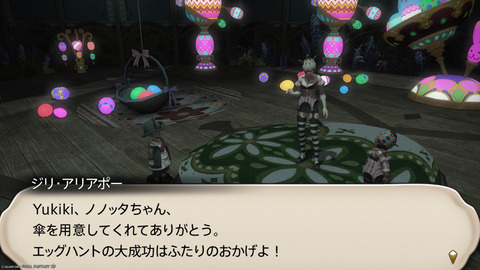 ジリ・アリアポー
Yukiki、ノノッタちゃん、
傘を用意してくれてありがとう。
エッグハントの大成功はふたりのおかげよ！